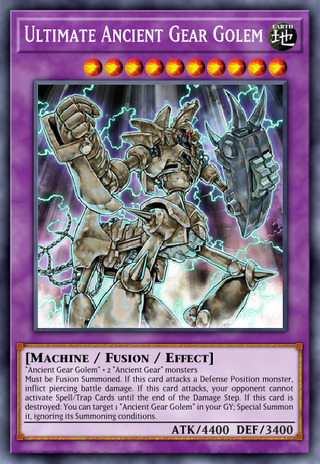 Ultimate Ancient Gear Golem
EARTH
地
[Machine / Fusion / Effect]
"Ancient Gear Golem" + 2 "Ancient Gear" monsters
Must be Fusion Summoned. If this card attacks a Defense Position monster,
inflict piercing battle damage. If this card attacks, your opponent cannot
activate Spell/Trap Cards until the end of the Damage Step. If this card is
destroyed: You can target 1 "Ancient Gear Golem" in your GY; Special Summon
it, ignoring its Summoning conditions.
ATK/4400 DEF/3400